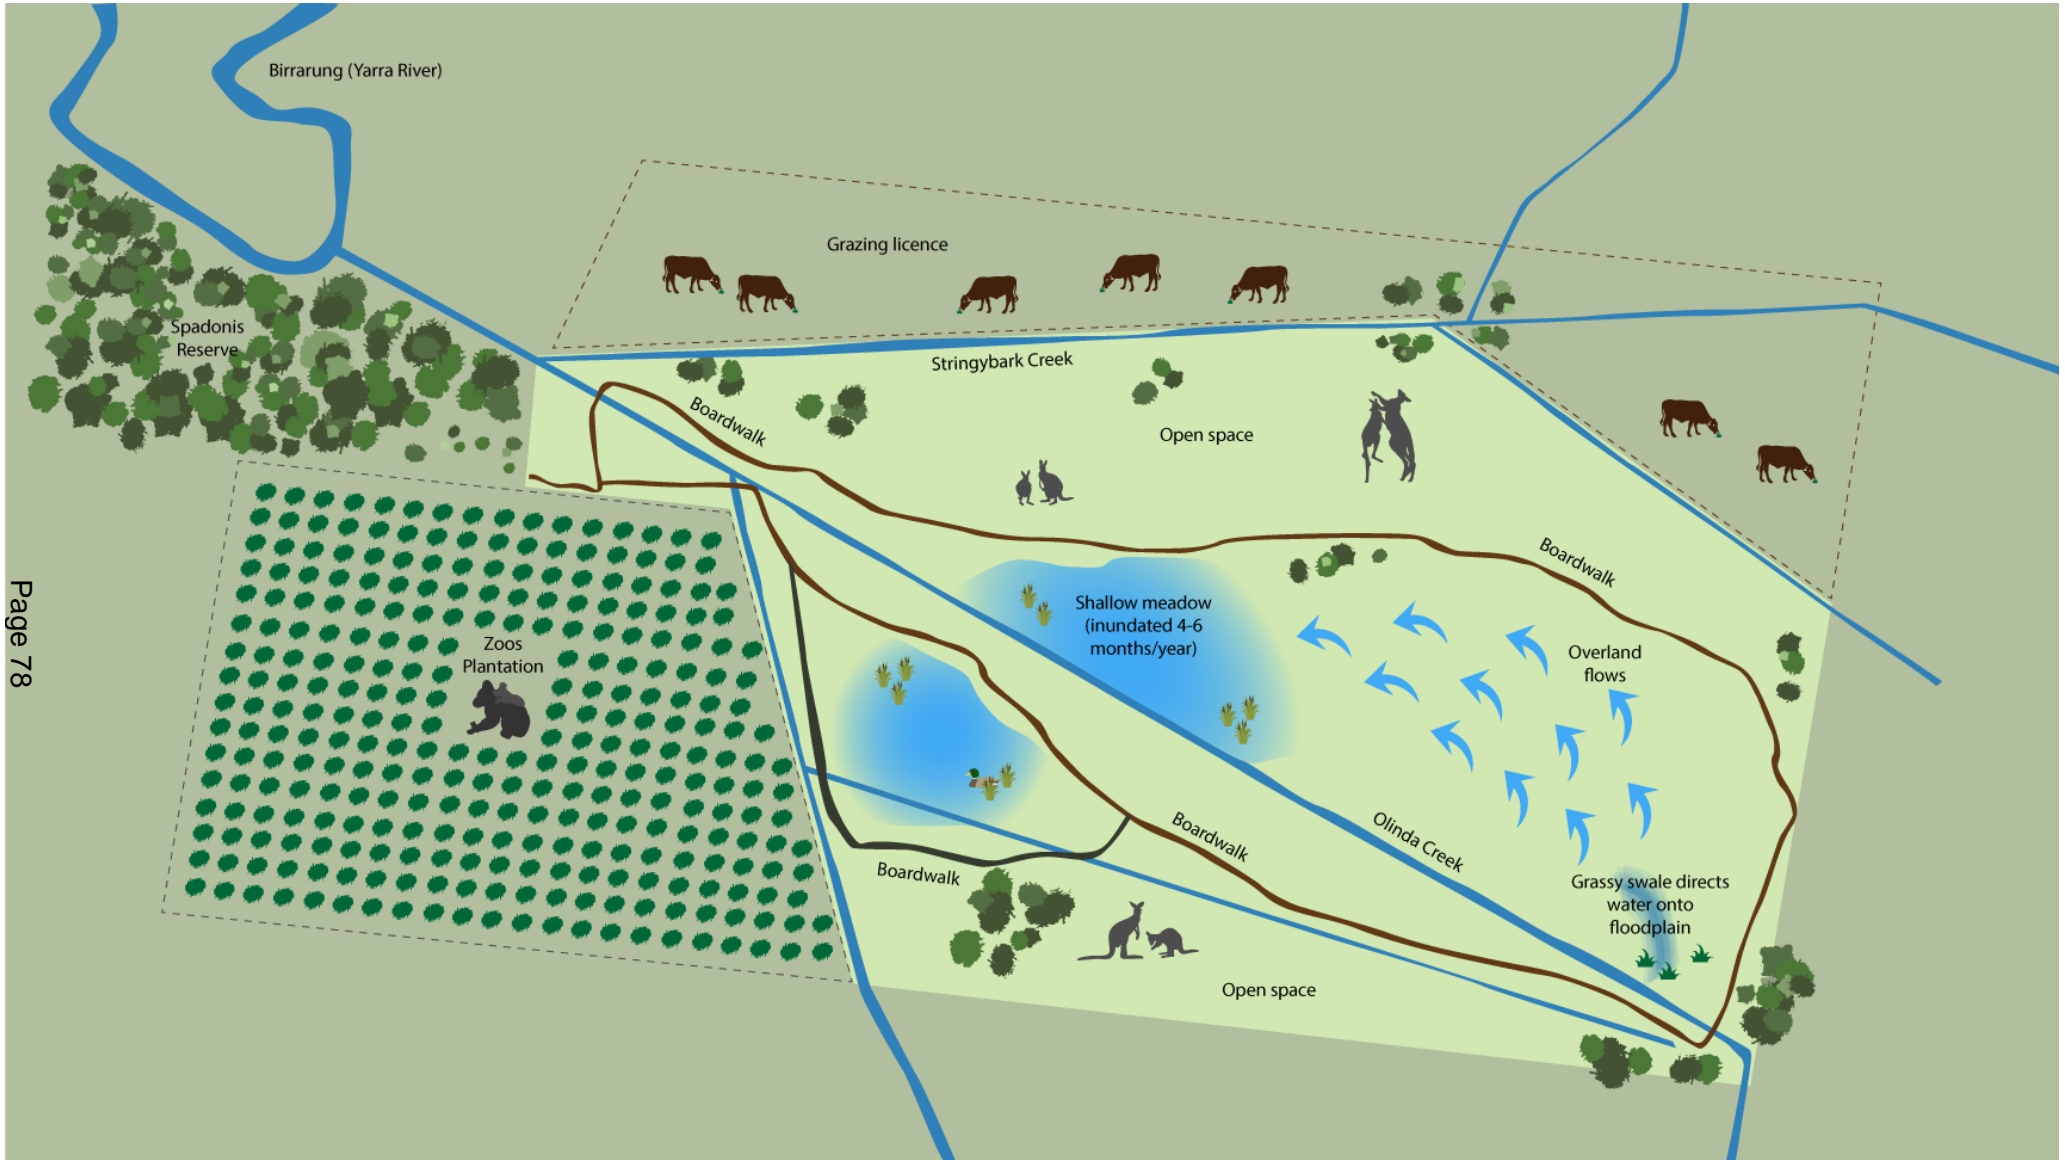 Birrarung (Yarra River)
Grazing licence
Spadonis
Reserve
Stringybark Creek
Boardwalk
Open space
Boardwalk
Shallow meadow
(inundated 4-6
months/year)
Overland
flows
Zoos
Plantation
Page 78
Boardwalk
Olinda Creek
Boardwalk
Grassy swale directs
water onto
floodplain
Open space